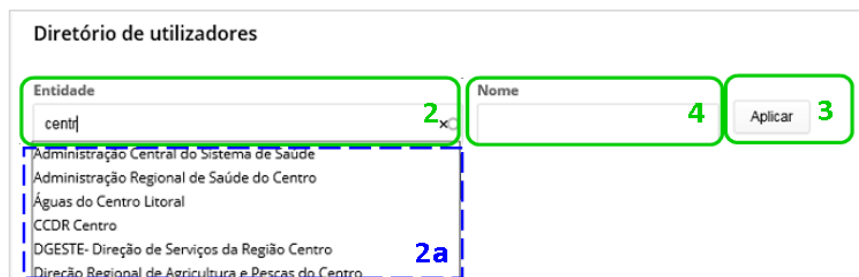 Diretório de utilizadores
Entidade
Nome
centr
×
2
4
Aplicar
3
Administração Central do Sistema de Saúde
Administração Regional de Saúde do Centro
Águas do Centro Litoral
CCDR Centro
DGESTE- Direção de Serviços da Região Centro
2a
Direção Regional de Agricultura e Pescas do Centro